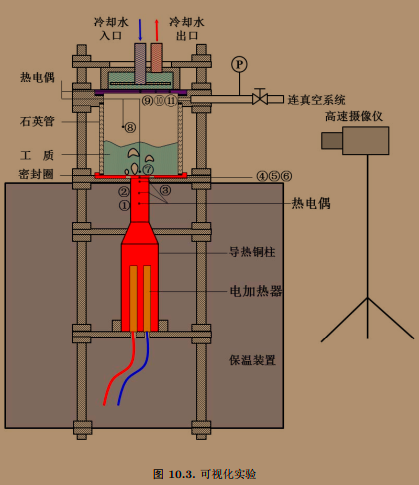 冷却水
入口
冷却水
出口
P
热电偶
⑨⑩⑪
连真空系统
高速摄像仪
石英管
⑧
工 质
⑦
密封圈
④⑤⑥
②
③
①
热电偶
导热铜柱
电加热器
保温装置
图 10.3. 可视化实验